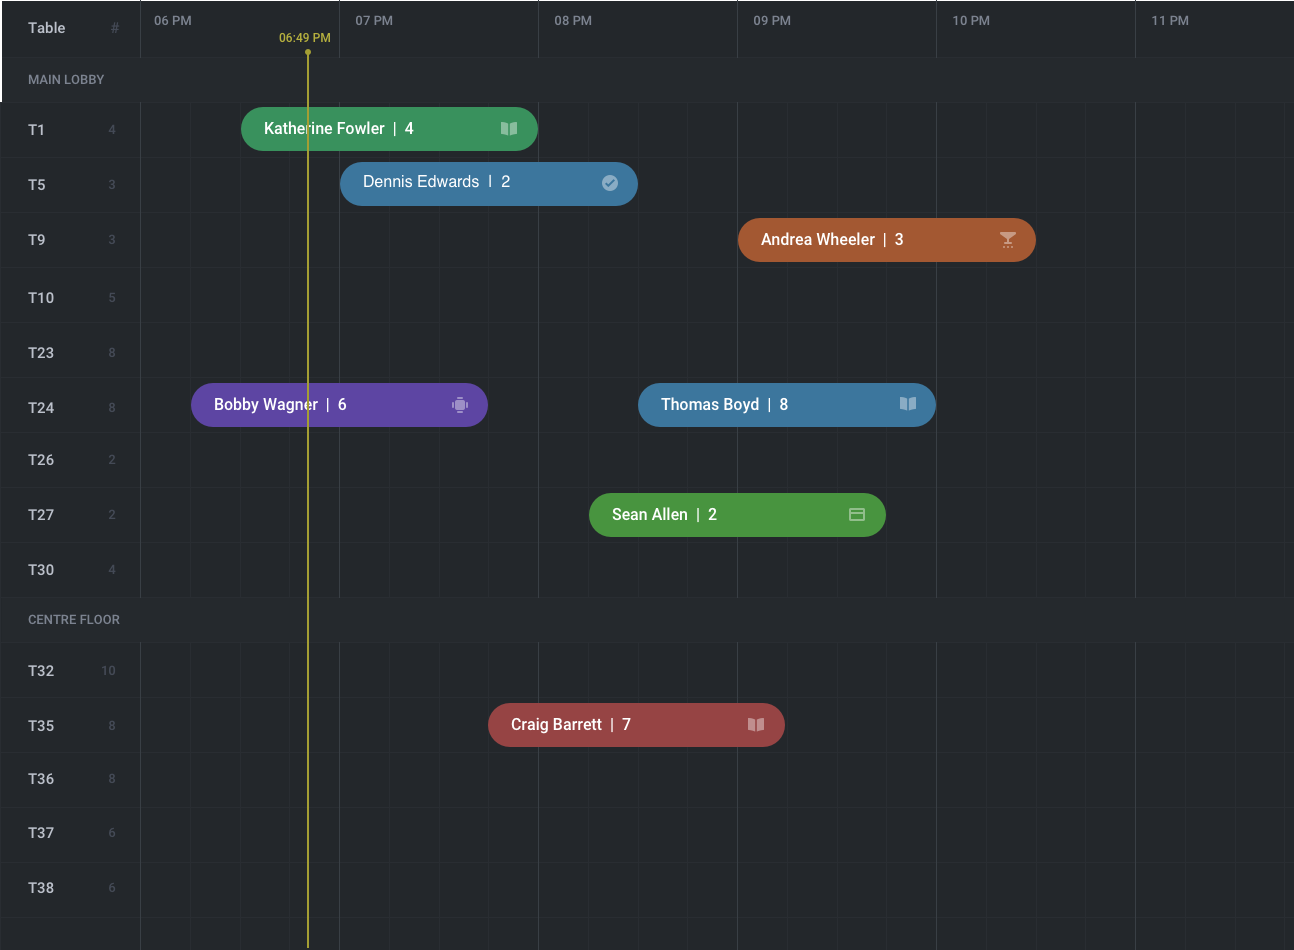 Table # 06 PM 07 PM 08 PM 09 PM 10 PM 11 PM
06:49 PM
MAIN LOBBY
T1 4 Katherine Fowler | 4
T5 3 Dennis Edwards | 2
T9 3 Andrea Wheeler | 3
T10 5
T23 8
T24 8 Bobby Wagner | 6 Thomas Boyd | 8
T26 2
T27 2 Sean Allen | 2
T30 4
CENTRE FLOOR
T32 10
T35 8 Craig Barrett | 7
T36 8
T37 6
T38 6